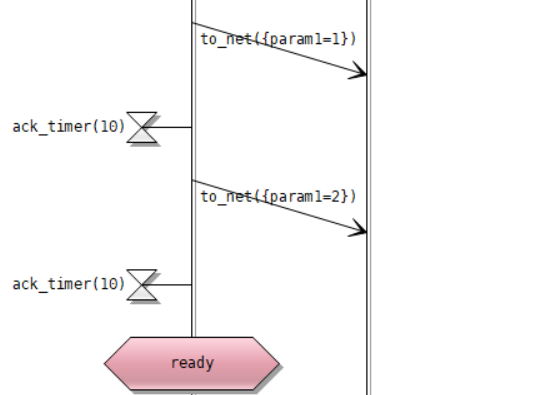 to_net({param1=1})
ack_timer(10)
to_net({param1=2})
ack_timer(10)
ready